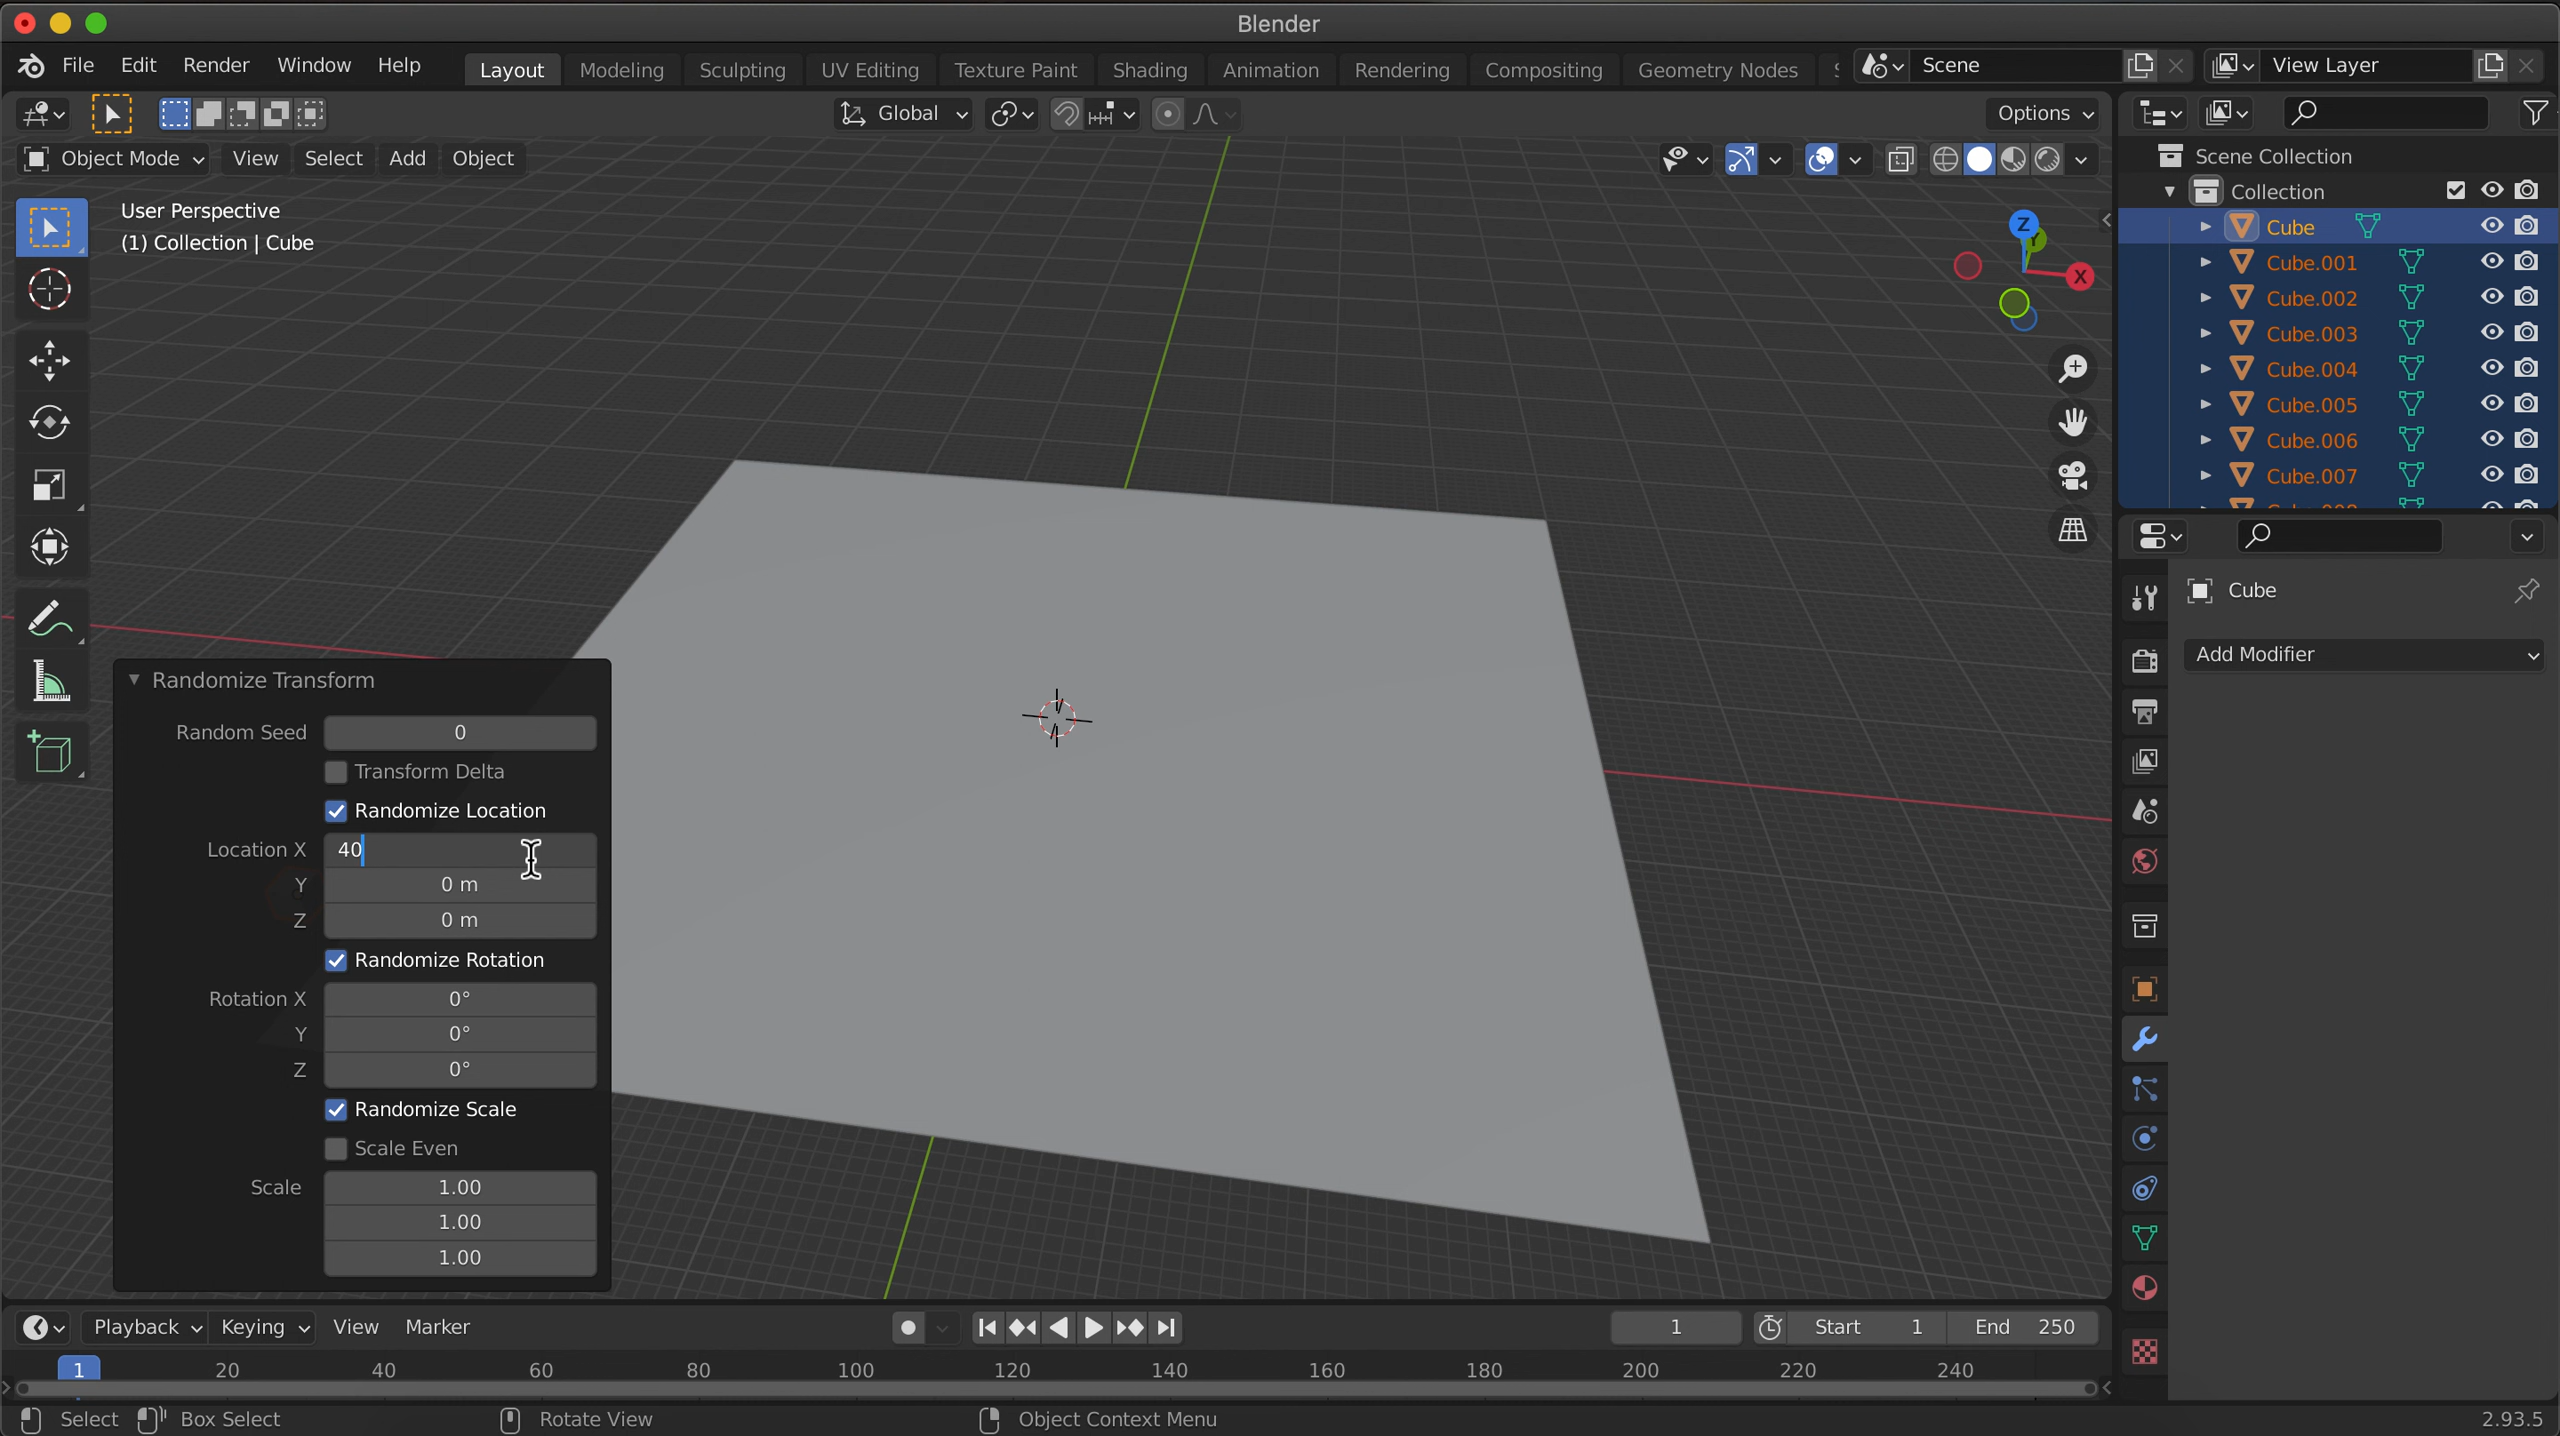 Blender
File Edit Render Window Help Layout Modeling Sculpting UV Editing Texture Paint Shading Animation Rendering Compositing Geometry Nodes Scene View Layer
Global Options
Object Mode View Select Add Object
Scene Collection
Collection
User Perspective
(1) Collection | Cube
Z
Y
X
Cube
Cube.001
Cube.002
Cube.003
Cube.004
Cube.005
Cube.006
Cube.007
Cube
Add Modifier
Randomize Transform
Random Seed 0
Transform Delta
Randomize Location
Location X 40
Y 0 m
Z 0 m
Randomize Rotation
Rotation X 0°
Y 0°
Z 0°
Randomize Scale
Scale Even
Scale 1.00
1.00
1.00
Playback Keying View Marker 1 Start 1 End 250
1 20 40 60 80 100 120 140 160 180 200 220 240
Select Box Select Rotate View Object Context Menu 2.93.5